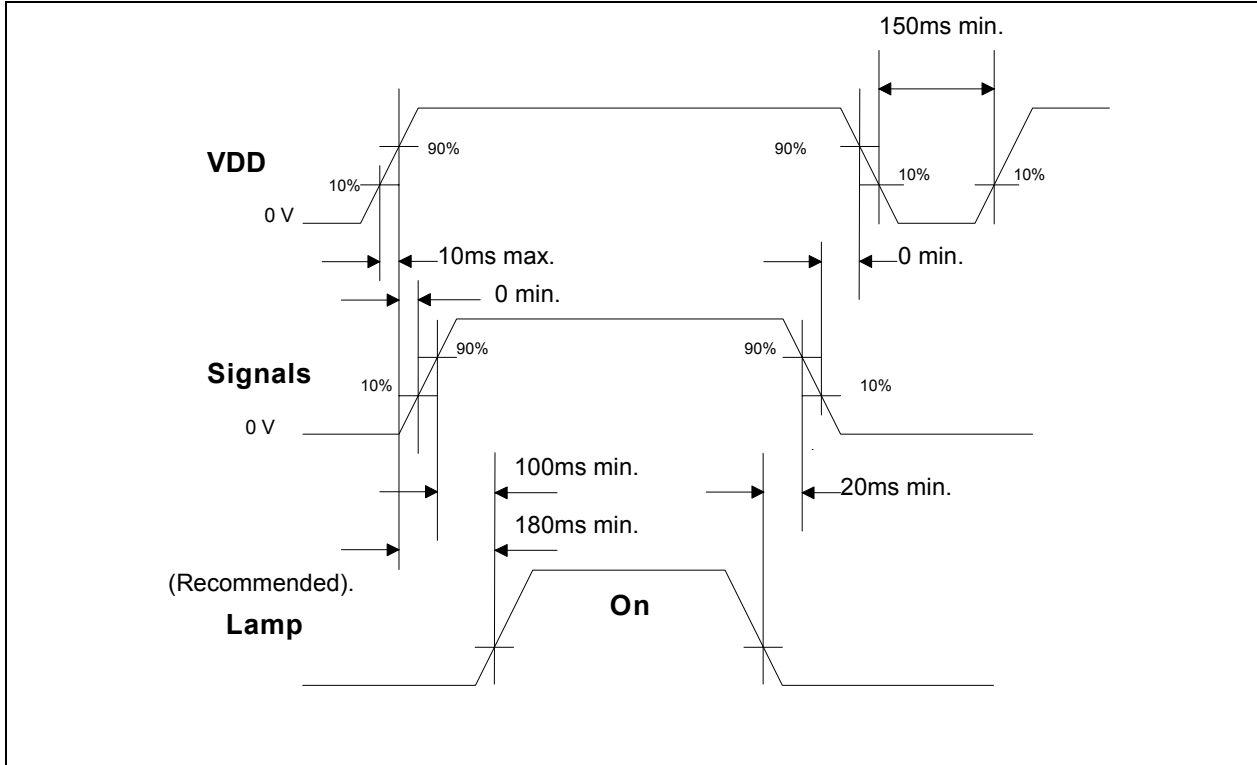 150ms min.
VDD
90%
90%
10%
10%
10%
0 V
10ms max.
0 min.
0 min.
90%
90%
Signals
10%
10%
0 V
100ms min.
20ms min.
180ms min.
(Recommended).
On
Lamp